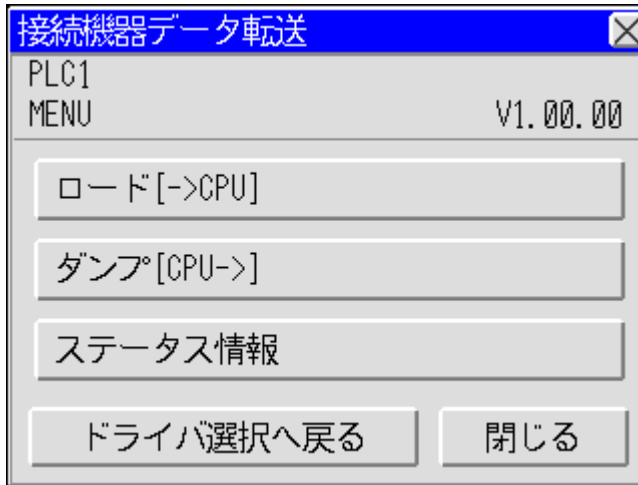 接続機器データ転送
PLC1
MENU V1.00.00
ロード[->CPU]
ダンプ[CPU->]
ステータス情報
ドライバ選択へ戻る 閉じる